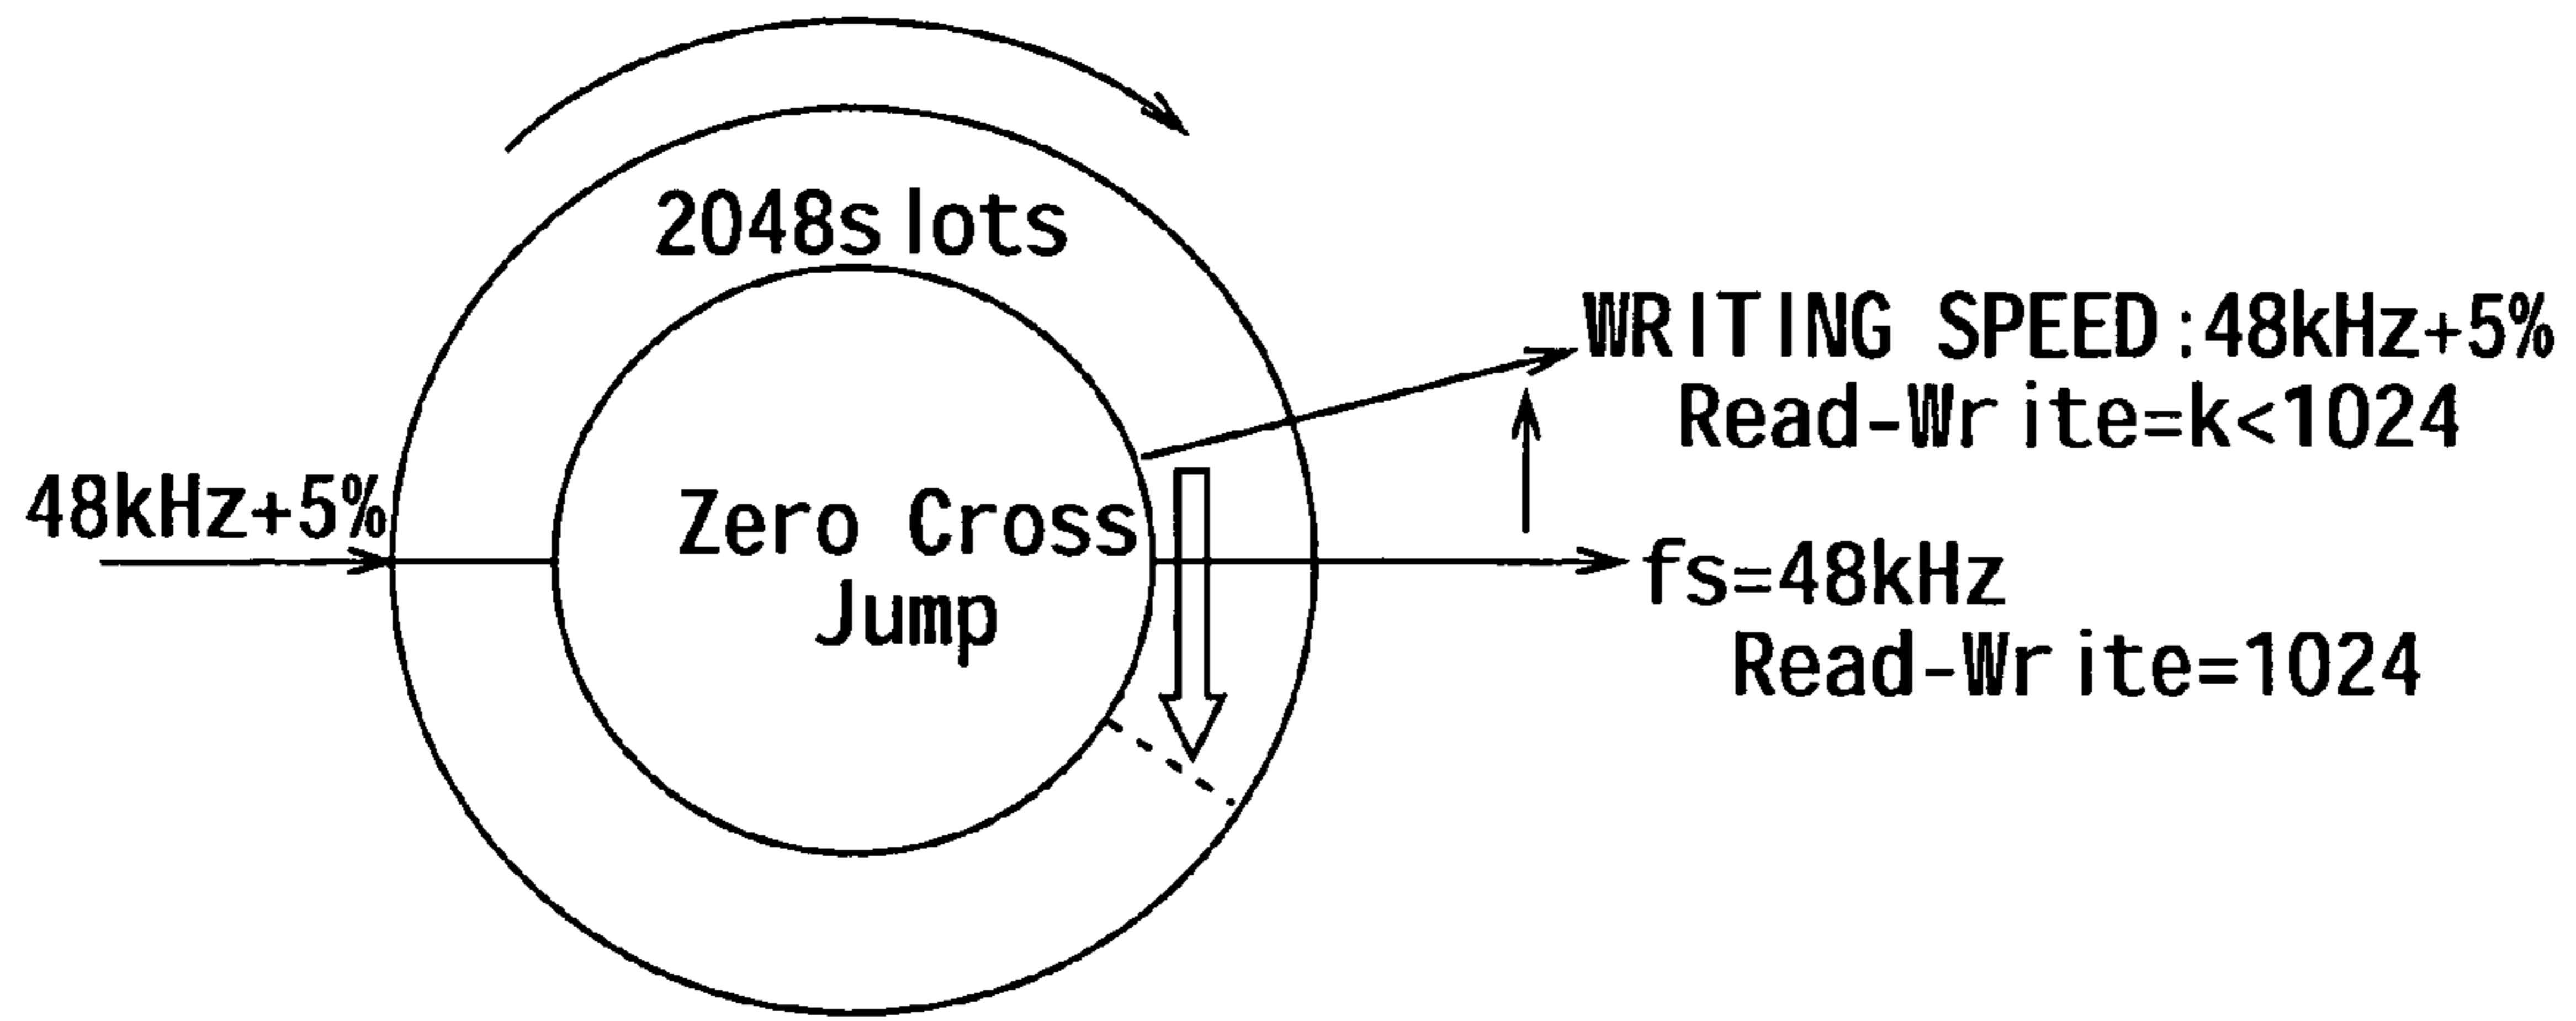 2048slots
WRITING SPEED:48kHz+5%
Read-Write=k<1024
48kHz+5%
Zero Cross
Jump
fs=48kHz
Read-Write=1024